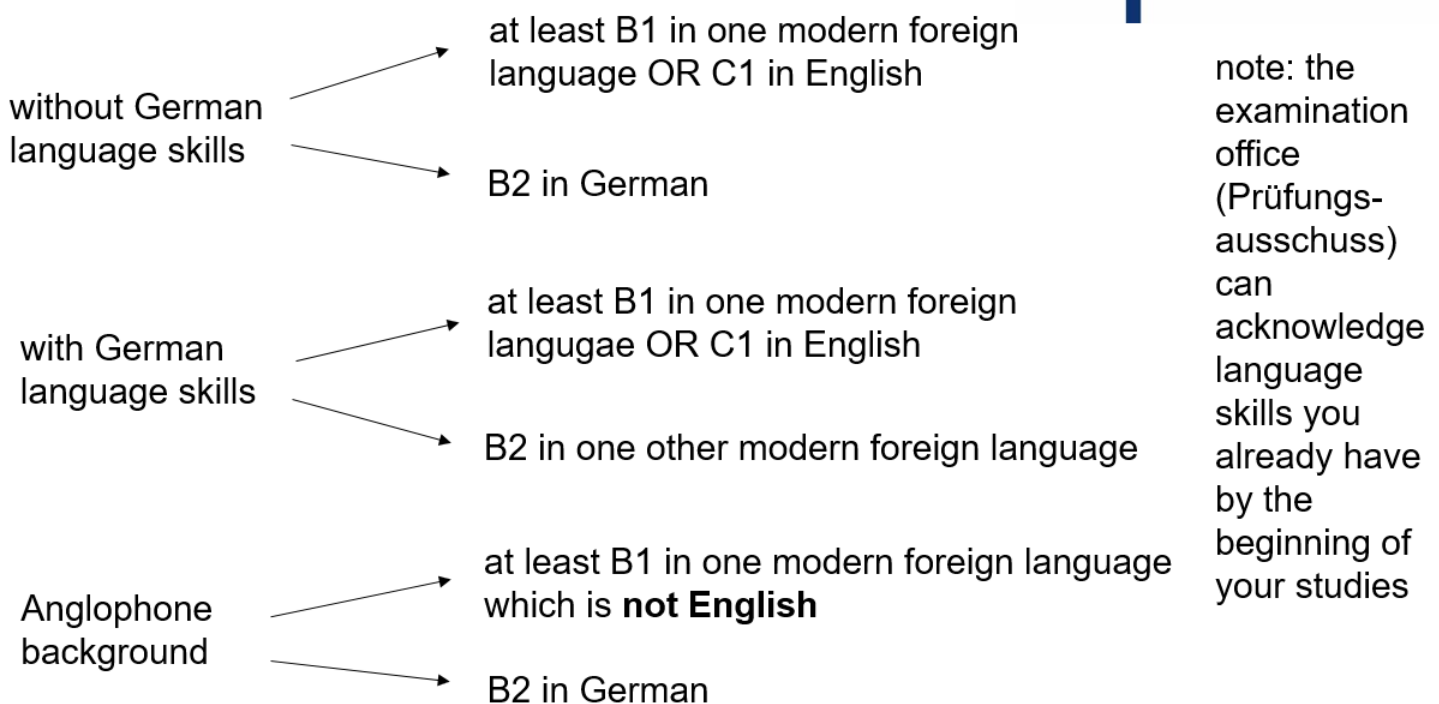 at least B1 in one modern foreign
language OR C1 in English
without German
language skills
B2 in German
at least B1 in one modern foreign
langugae OR C1 in English
with German
language skills
B2 in one other modern foreign language
at least B1 in one modern foreign language
which is not English
Anglophone
background
B2 in German
note: the
examination
office
(Prüfungs-
ausschuss)
can
acknowledge
language
skills you
already have
by the
beginning of
your studies